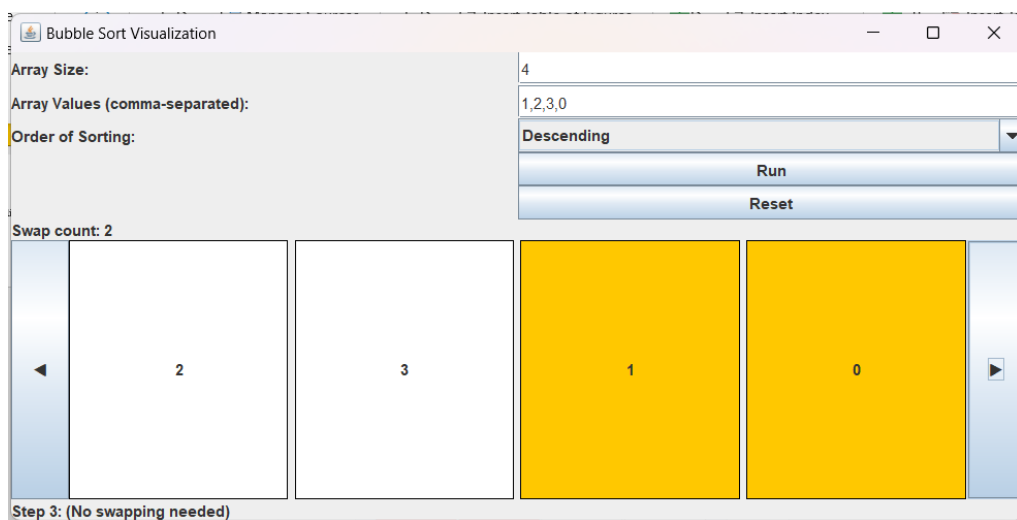 Bubble Sort Visualization
Array Size: 4
Array Values (comma-separated): 1,2,3,0
Order of Sorting: Descending
Run
Reset
Swap count: 2
◀ 2 3 1 0 ▶
Step 3: (No swapping needed)